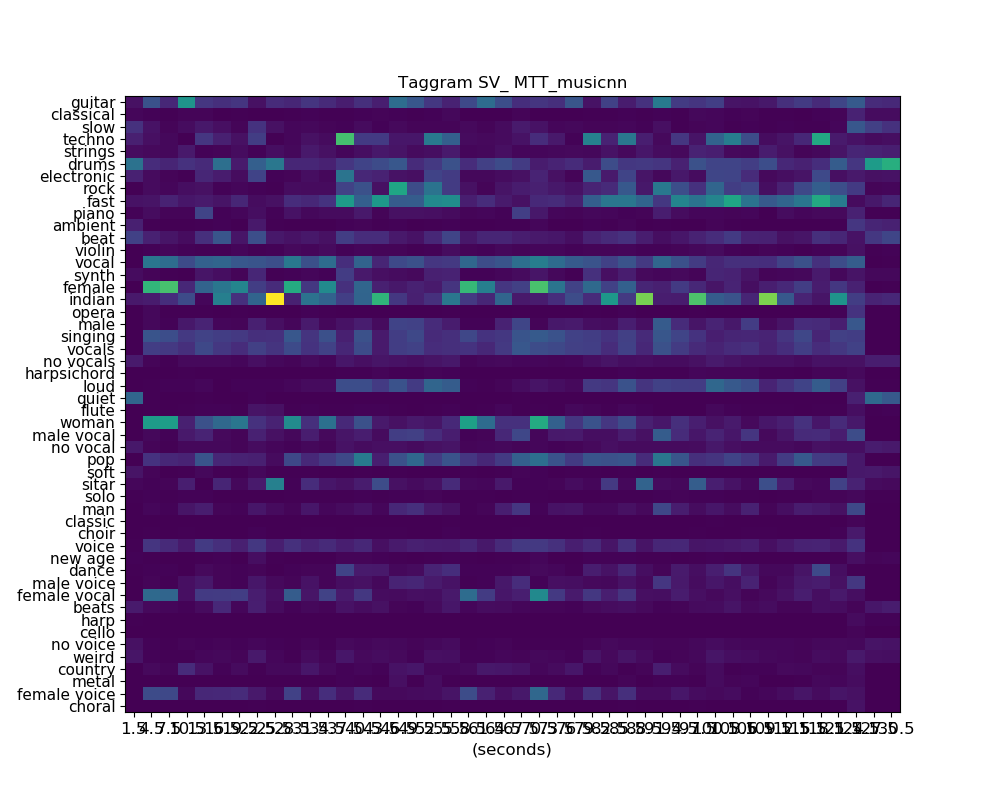 Taggram SV_ MTT_musicnn
guitar
classical
slow
techno
strings
drums
electronic
rock
fast
piano
ambient
beat
violin
vocal
synth
female
indian
opera
male
singing
vocals
no vocals
harpsichord
loud
quiet
flute
woman
male vocal
no vocal
pop
soft
sitar
solo
man
classic
choir
voice
new age
dance
male voice
female vocal
beats
harp
cello
no voice
weird
country
metal
female voice
choral
(seconds)